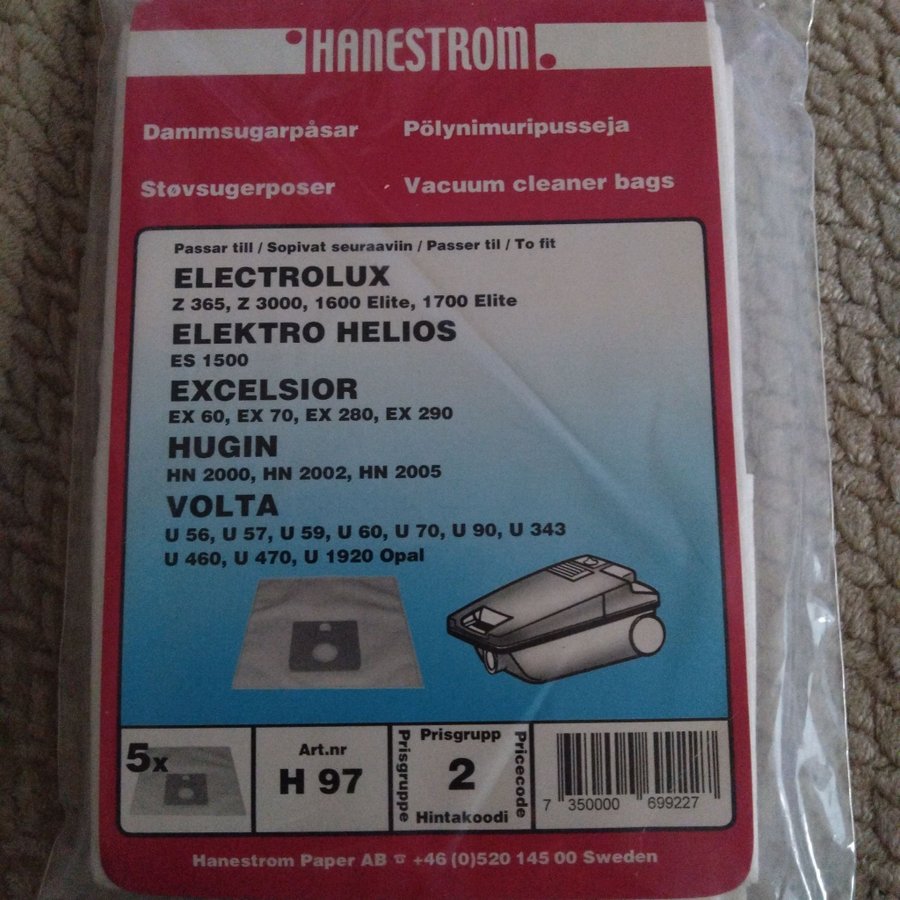 HANESTROM
Dammsugarpåsar Pölynimuripusseja
Støvsugerposer Vacuum cleaner bags
Passar till / Sopivat seuraaviin / Passer til / To fit
ELECTROLUX
Z 365, Z 3000, 1600 Elite, 1700 Elite
ELEKTRO HELIOS
ES 1500
EXCELSIOR
EX 60, EX 70, EX 280, EX 290
HUGIN
HN 2000, HN 2002, HN 2005
VOLTA
U 56, U 57, U 59, U 60, U 70, U 90, U 343
U 460, U 470, U 1920 Opal
5x
Art.nr
H 97
Prisgruppe
Prisgrupp
2
Hintakoodi
Pricecode
7 350000 699227
Hanestrom Paper AB ☎ +46 (0)520 145 00 Sweden